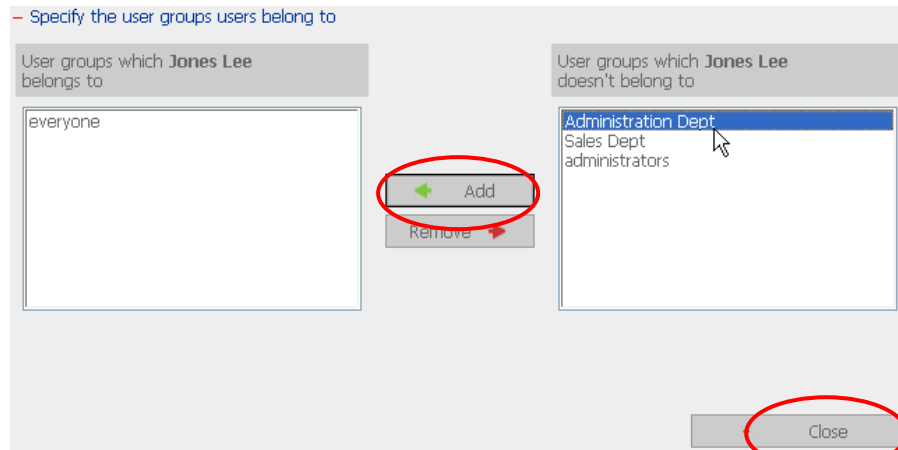 – Specify the user groups users belong to
User groups which Jones Lee
belongs to
User groups which Jones Lee
doesn't belong to
everyone
Administration Dept
Sales Dept
administrators
Add
Remove
Close